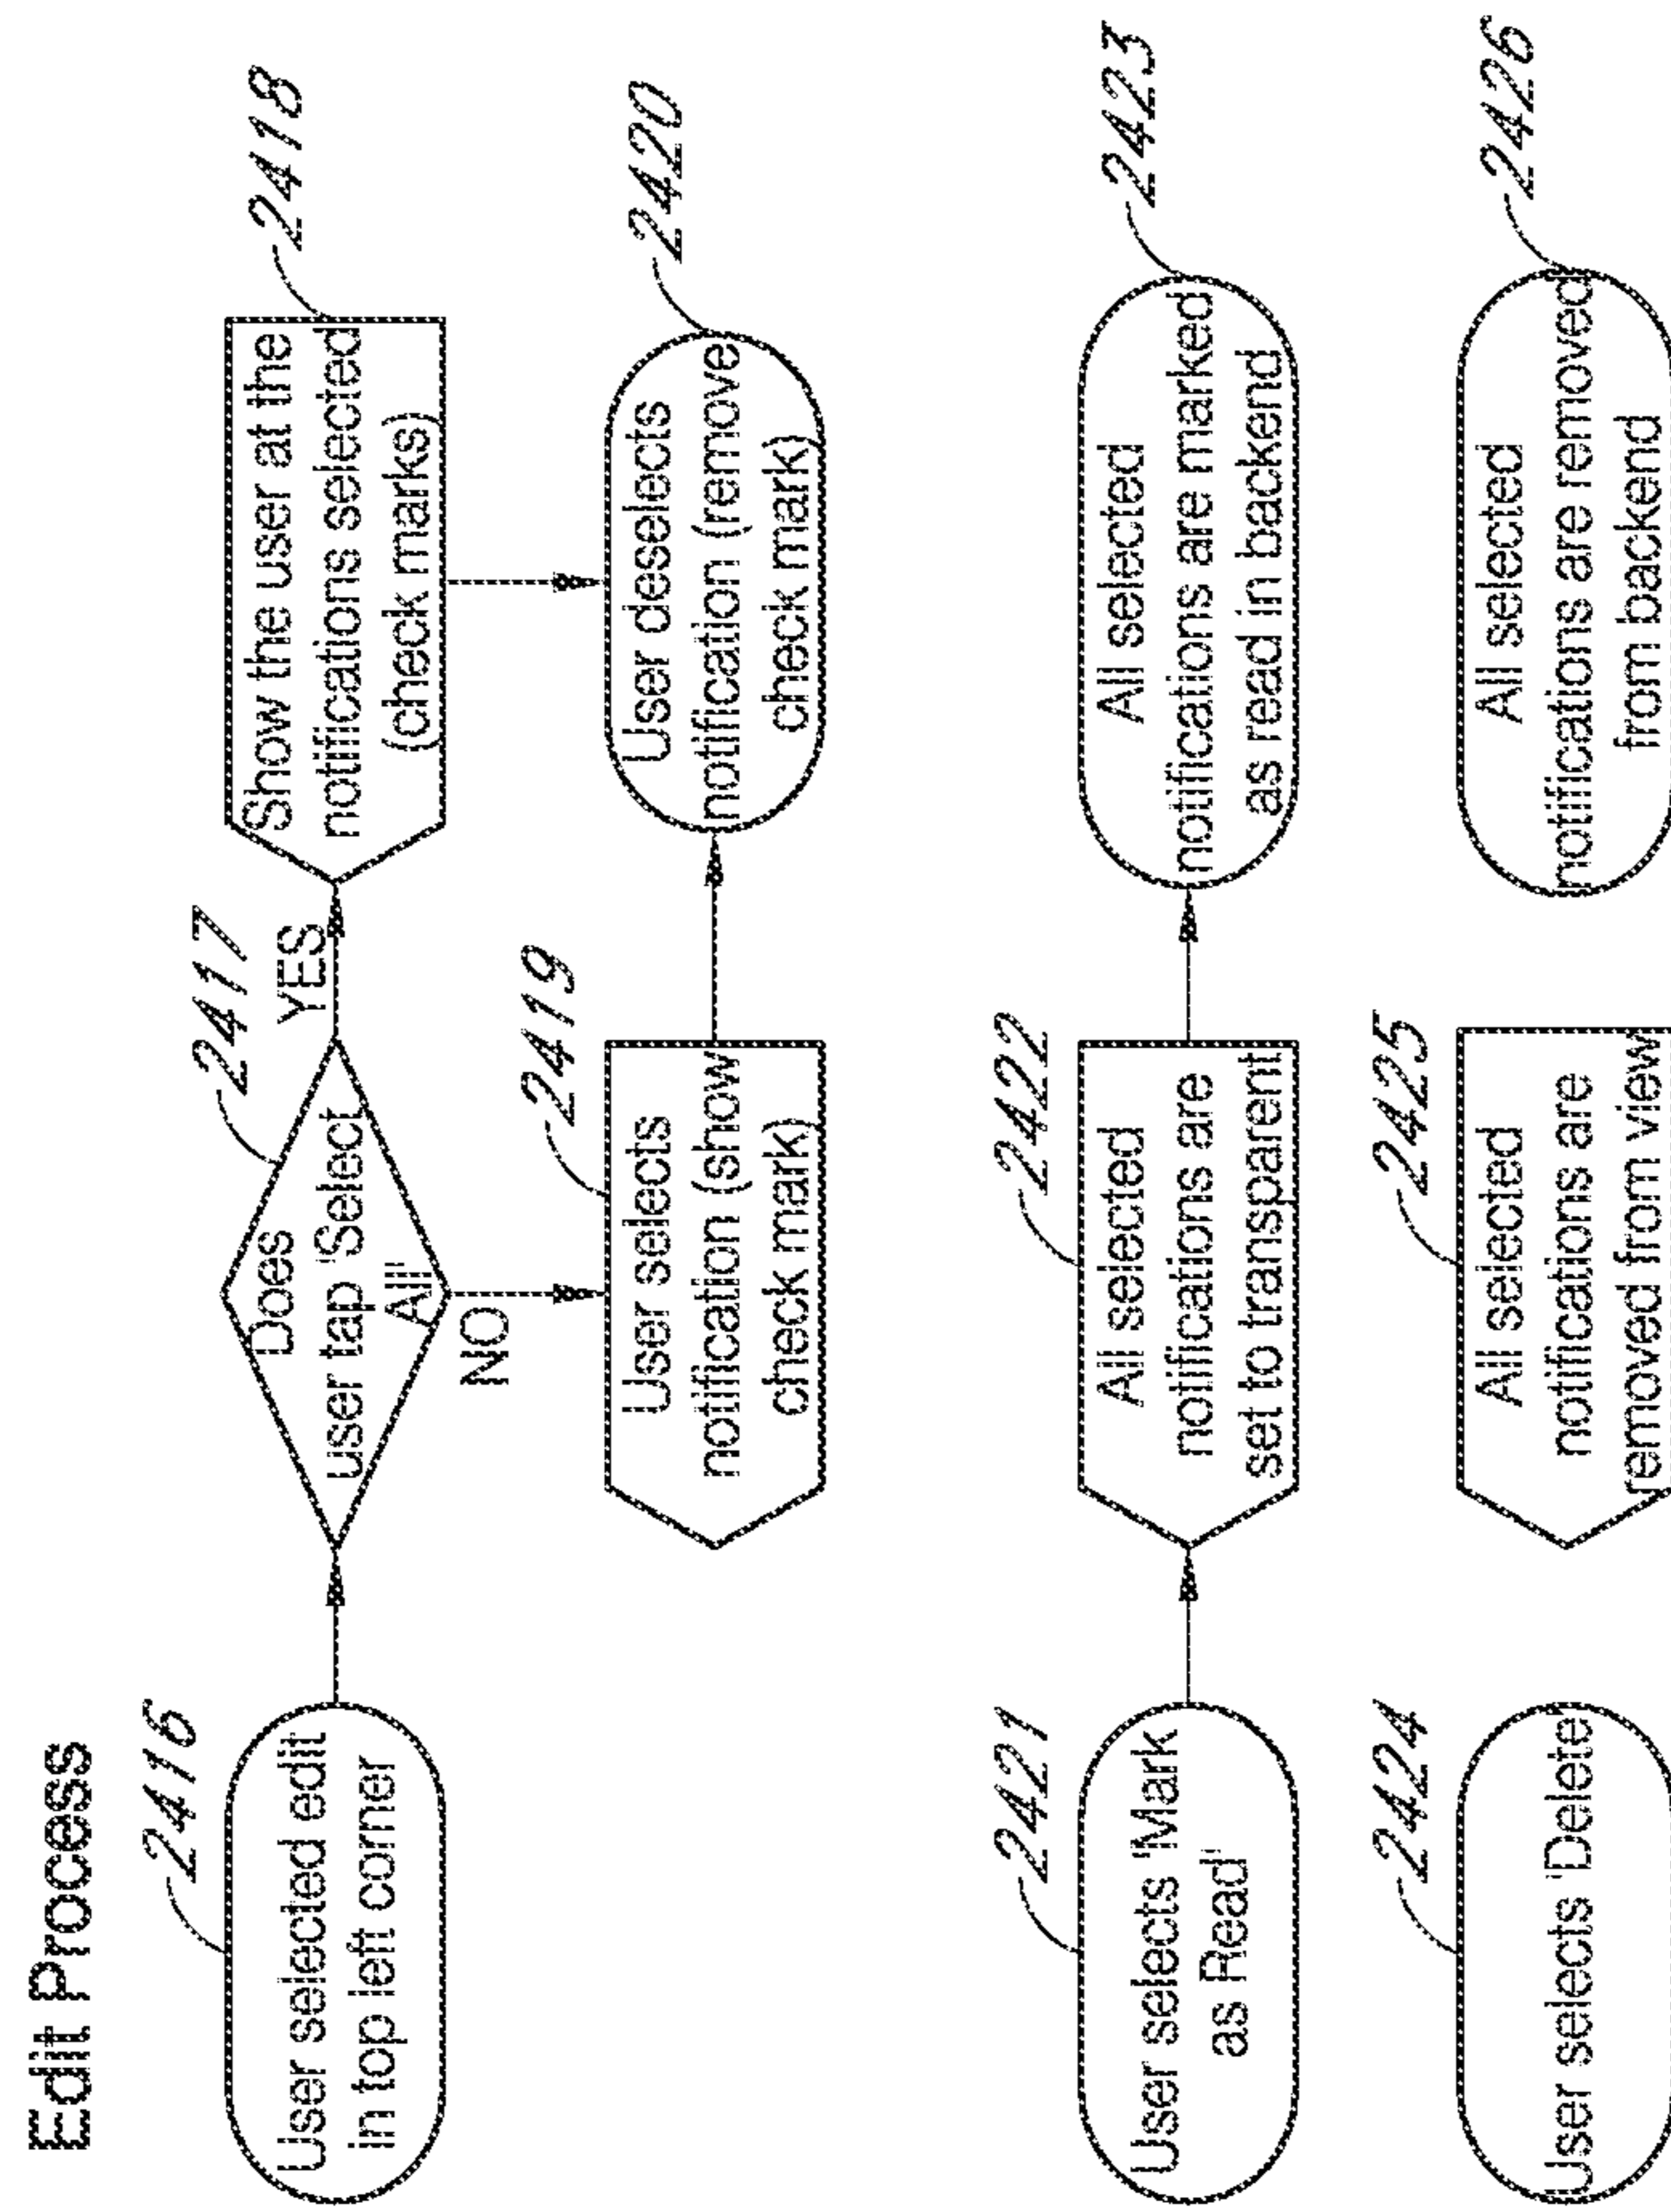 Edit Process
2416
User selected edit
in top left corner
2417
Does
user tap 'Select
All'
YES
NO
2418
Show the user at the
notifications selected
(check marks)
2419
User selects
notification (show
check mark)
2420
User deselects
notification (remove
check mark)
2421
User selects 'Mark
as Read'
2422
All selected
notifications are
set to transparent
2423
All selected
notifications are marked
as read in backend
2424
User selects 'Delete'
2425
All selected
notifications are
removed from view
2426
All selected
notifications are removed
from backend